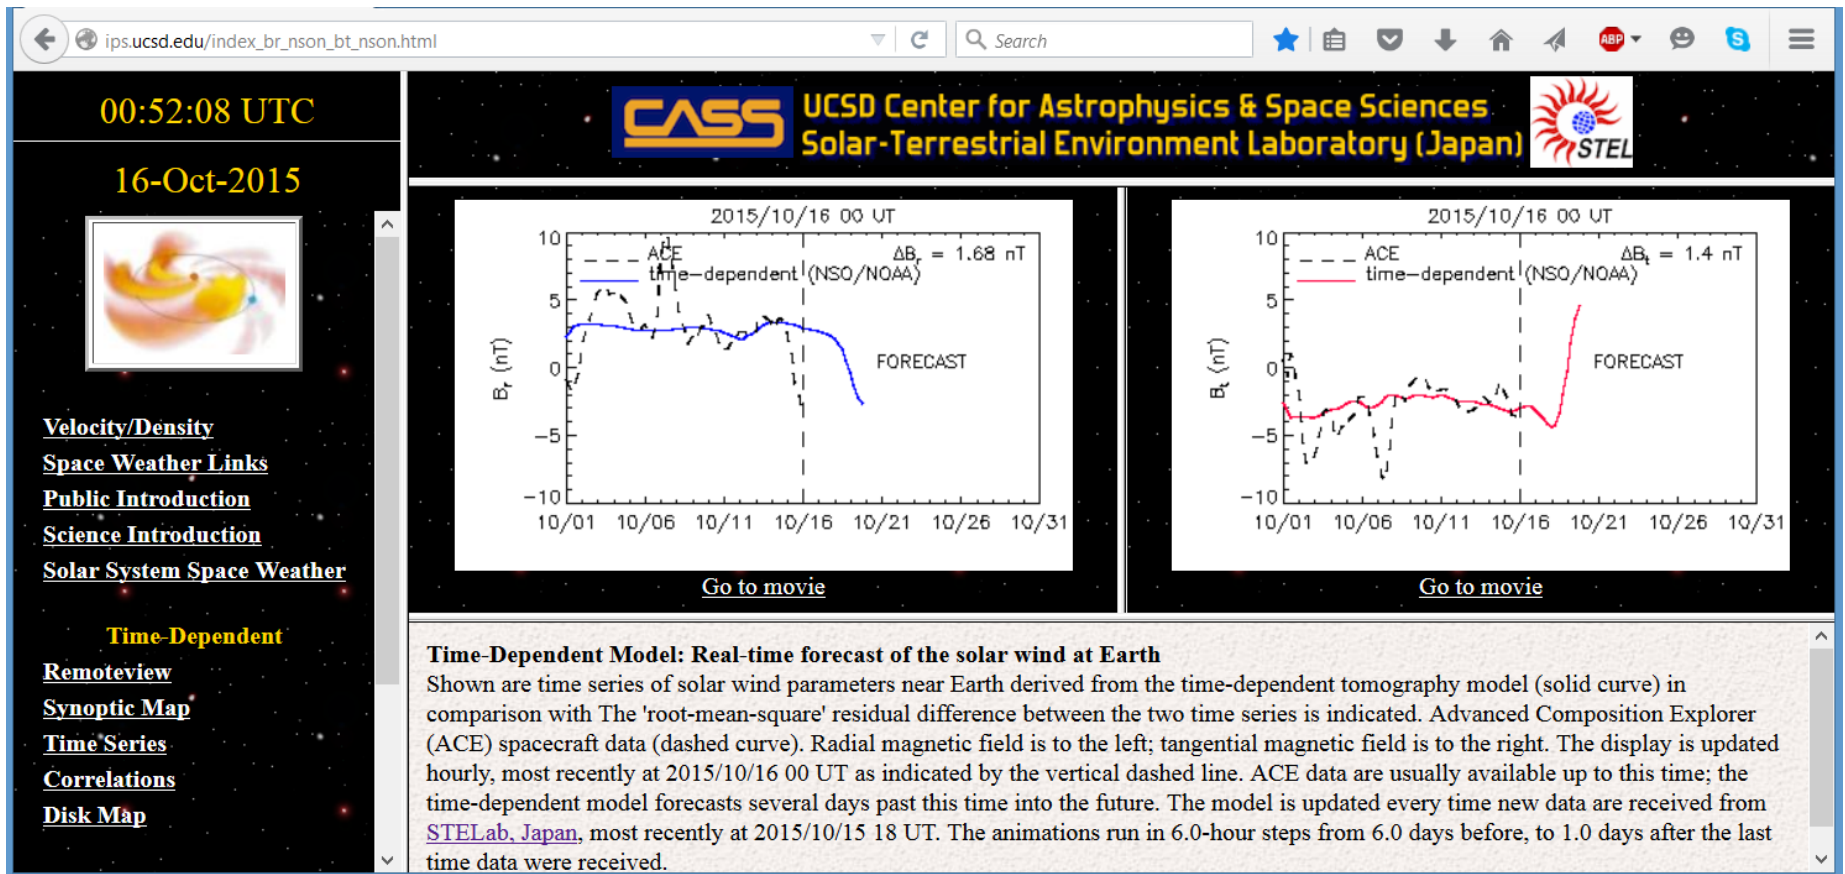 ips.ucsd.edu/index_br_nson_bt_nson.html
Search
ABP
00:52:08 UTC
16-Oct-2015
Velocity/Density
Space Weather Links
Public Introduction
Science Introduction
Solar System Space Weather
Time-Dependent
Remoteview
Synoptic Map
Time Series
Correlations
Disk Map
CASS
UCSD Center for Astrophysics & Space Sciences
Solar-Terrestrial Environment Laboratory (Japan)
STEL
2015/10/16 00 UT
ACE
ΔBr = 1.68 nT
time-dependent (NSO/NOAA)
FORECAST
Br (nT)
10
5
0
-5
-10
10/01 10/06 10/11 10/16 10/21 10/26 10/31
Go to movie
2015/10/16 00 UT
ACE
ΔBt = 1.4 nT
time-dependent (NSO/NOAA)
FORECAST
Bt (nT)
10
5
0
-5
-10
10/01 10/06 10/11 10/16 10/21 10/26 10/31
Go to movie
Time-Dependent Model: Real-time forecast of the solar wind at Earth
Shown are time series of solar wind parameters near Earth derived from the time-dependent tomography model (solid curve) in
comparison with The 'root-mean-square' residual difference between the two time series is indicated. Advanced Composition Explorer
(ACE) spacecraft data (dashed curve). Radial magnetic field is to the left; tangential magnetic field is to the right. The display is updated
hourly, most recently at 2015/10/16 00 UT as indicated by the vertical dashed line. ACE data are usually available up to this time; the
time-dependent model forecasts several days past this time into the future. The model is updated every time new data are received from
STELab, Japan, most recently at 2015/10/15 18 UT. The animations run in 6.0-hour steps from 6.0 days before, to 1.0 days after the last
time data were received.